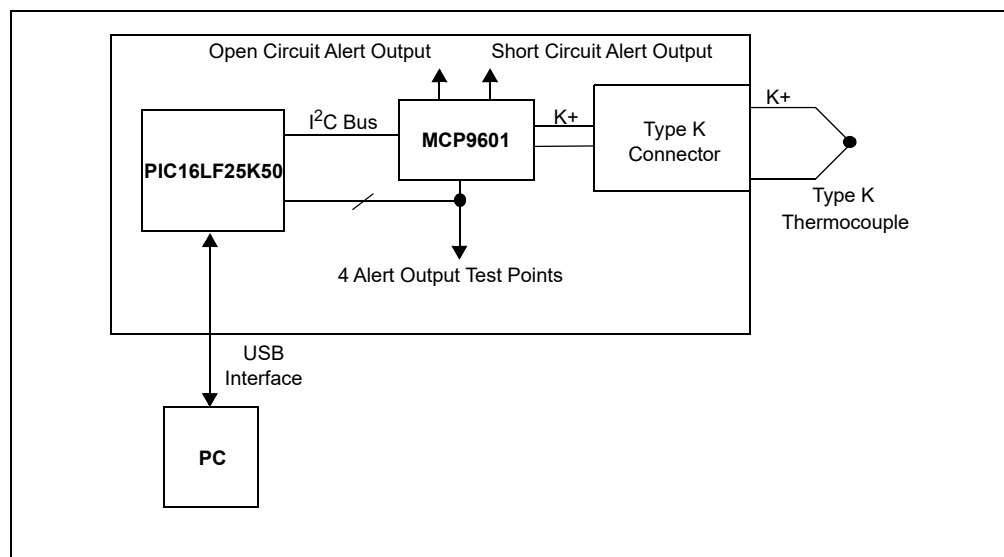 Open Circuit Alert Output
Short Circuit Alert Output
PIC16LF25K50
I²C Bus
MCP9601
K+
Type K
Connector
K+
Type K
Thermocouple
4 Alert Output Test Points
USB
Interface
PC